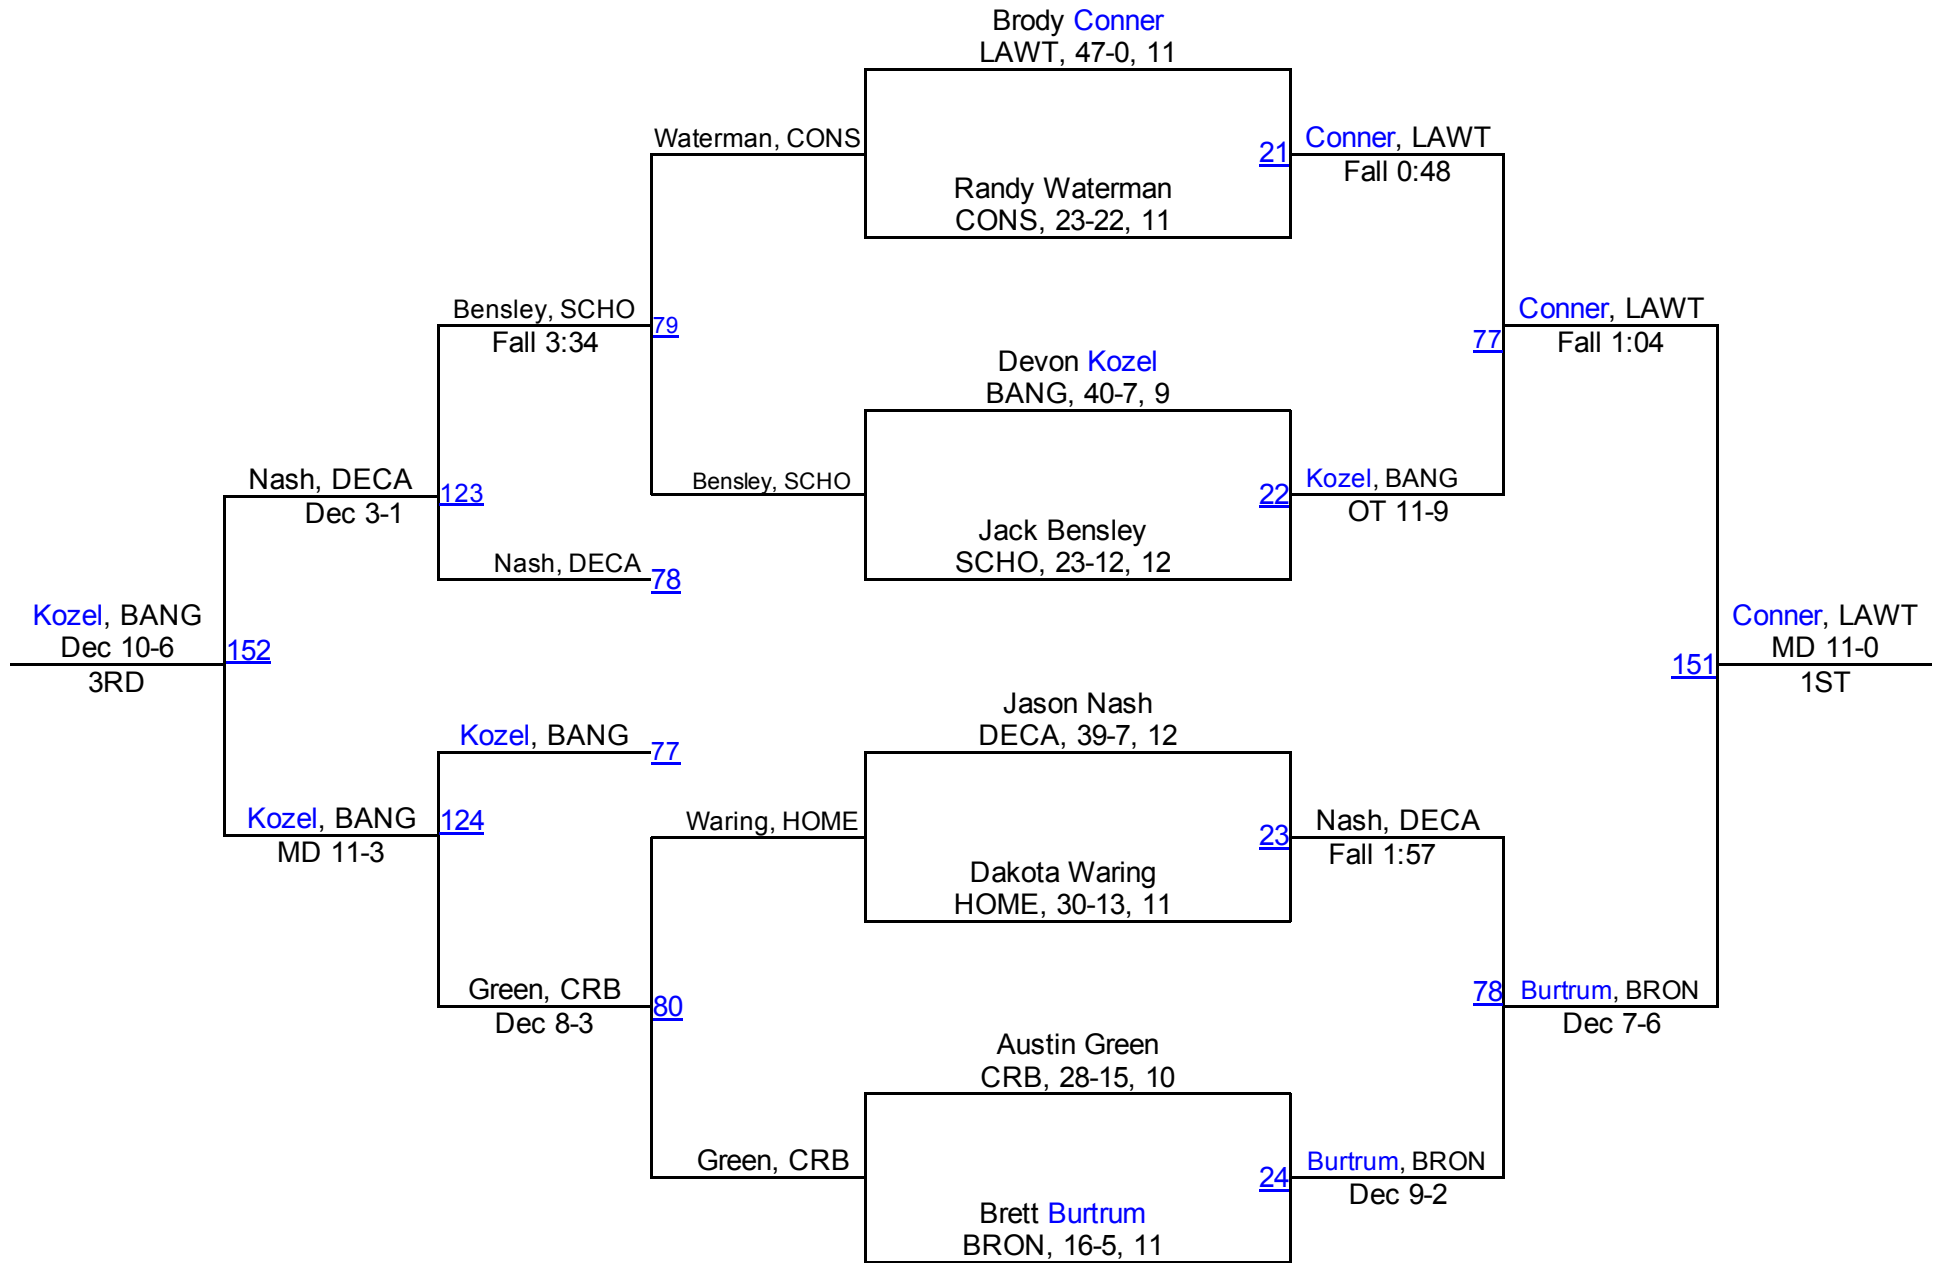 Brody Conner
LAWT, 47-0, 11
Waterman, CONS
21
Conner, LAWT
Fall 0:48
Randy Waterman
CONS, 23-22, 11
Bensley, SCHO
Fall 3:34
79
Conner, LAWT
Fall 1:04
77
Devon Kozel
BANG, 40-7, 9
Nash, DECA
Dec 3-1
123
Bensley, SCHO
22
Kozel, BANG
OT 11-9
Jack Bensley
SCHO, 23-12, 12
Nash, DECA
78
Kozel, BANG
Dec 10-6
3RD
152
Conner, LAWT
MD 11-0
1ST
151
Jason Nash
DECA, 39-7, 12
Kozel, BANG
77
Kozel, BANG
MD 11-3
124
Waring, HOME
23
Nash, DECA
Fall 1:57
Dakota Waring
HOME, 30-13, 11
Green, CRB
Dec 8-3
80
78
Burtrum, BRON
Dec 7-6
Austin Green
CRB, 28-15, 10
Green, CRB
24
Burtrum, BRON
Dec 9-2
Brett Burtrum
BRON, 16-5, 11